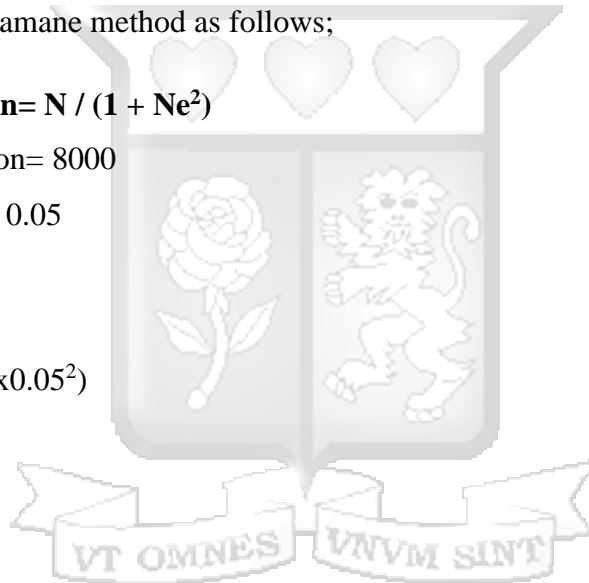 amane method as follows;
n= N / (1 + Ne²)
on= 8000
0.05
x0.05²)
VT OMNES VNVM SINT